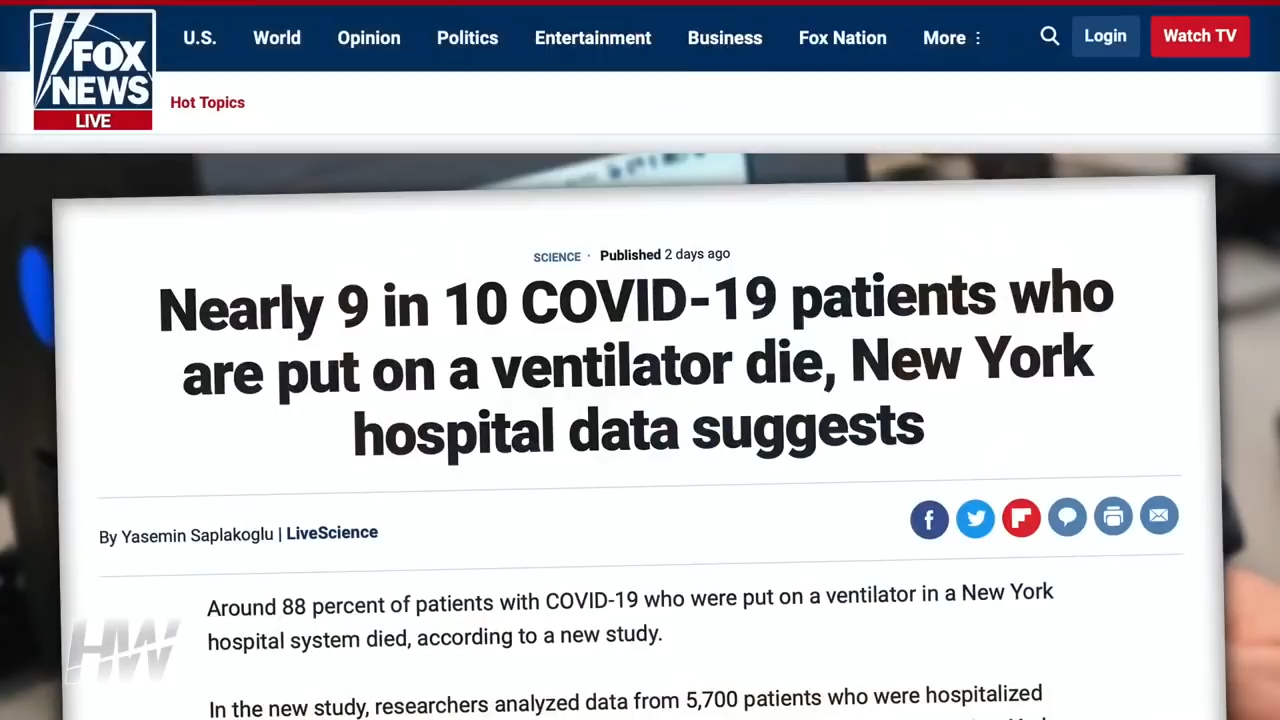 FOX
NEWS
LIVE
U.S. World Opinion Politics Entertainment Business Fox Nation More Login Watch TV
Hot Topics
SCIENCE · Published 2 days ago
Nearly 9 in 10 COVID-19 patients who
are put on a ventilator die, New York
hospital data suggests
By Yasemin Saplakoglu | LiveScience
Around 88 percent of patients with COVID-19 who were put on a ventilator in a New York
hospital system died, according to a new study.
In the new study, researchers analyzed data from 5,700 patients who were hospitalized
HW